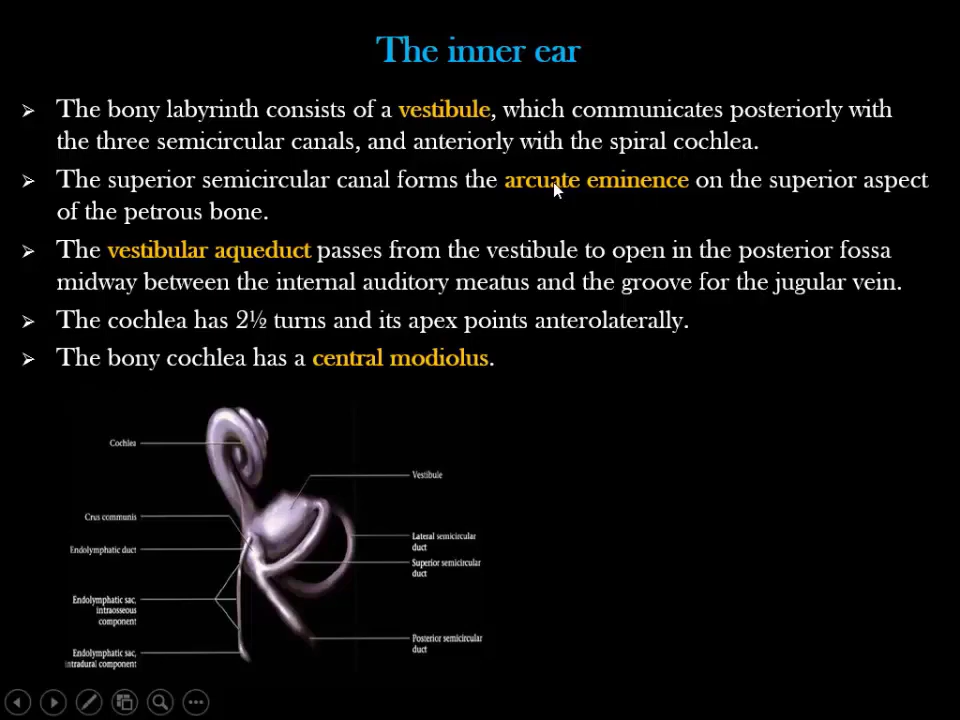 The inner ear
The bony labyrinth consists of a vestibule, which communicates posteriorly with
the three semicircular canals, and anteriorly with the spiral cochlea.
The superior semicircular canal forms the arcuate eminence on the superior aspect
of the petrous bone.
The vestibular aqueduct passes from the vestibule to open in the posterior fossa
midway between the internal auditory meatus and the groove for the jugular vein.
The cochlea has 2½ turns and its apex points anterolaterally.
The bony cochlea has a central modiolus.
Cochlea
Vestibule
Crus communis
Lateral semicircular
duct
Endolymphatic duct
Superior semicircular
duct
Endolymphatic sac,
intraosseous
component
Posterior semicircular
duct
Endolymphatic sac,
intradural component